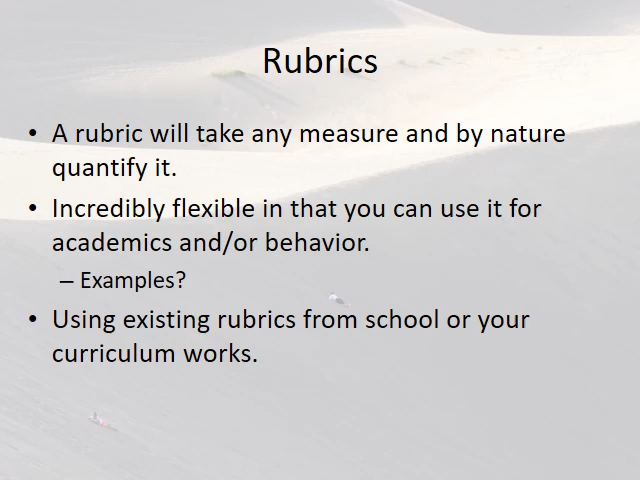 Rubrics
• A rubric will take any measure and by nature
quantify it.
• Incredibly flexible in that you can use it for
academics and/or behavior.
– Examples?
• Using existing rubrics from school or your
curriculum works.